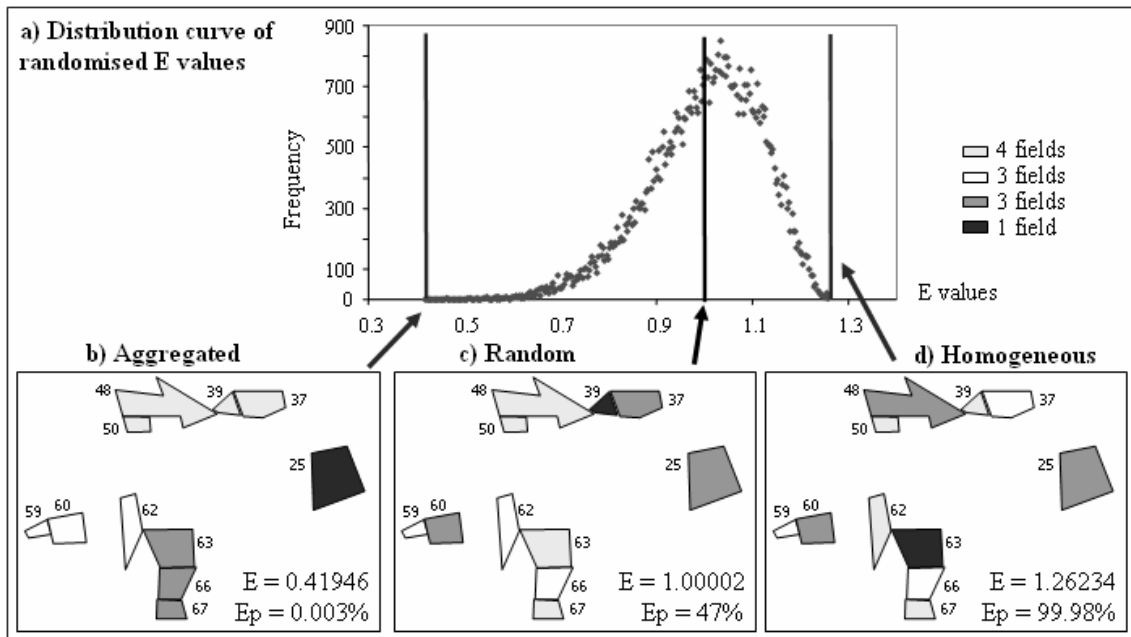 a) Distribution curve of
randomised E values
900
700
500
300
100
0
Frequency
0.3
0.5
0.7
0.9
1.1
1.3
E values
4 fields
3 fields
3 fields
1 field
b) Aggregated
48
39
37
50
25
59
60
62
63
66
67
E = 0.41946
Ep = 0.003%
c) Random
48
39
37
50
25
59
60
62
63
66
67
E = 1.00002
Ep = 47%
d) Homogeneous
48
39
37
50
25
59
60
62
63
66
67
E = 1.26234
Ep = 99.98%